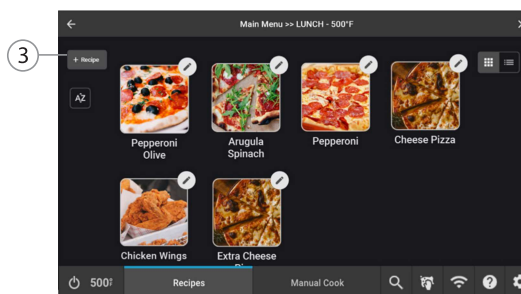 Main Menu >> LUNCH - 500°F
3
+ Recipe
AZ
Pepperoni
Olive
Arugula
Spinach
Pepperoni
Cheese Pizza
Chicken Wings
Extra Cheese
500°F
Recipes
Manual Cook
?